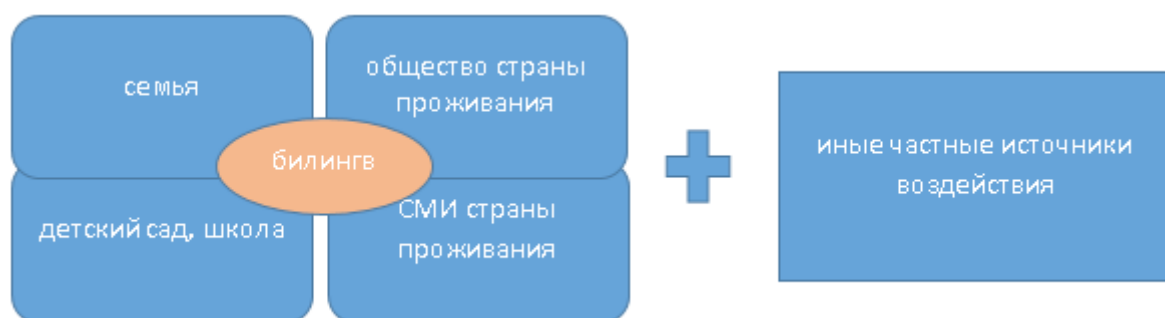 семья
общество страны
проживания
билингв
детский сад, школа
СМИ страны
проживания
иные частные источники
воздействия